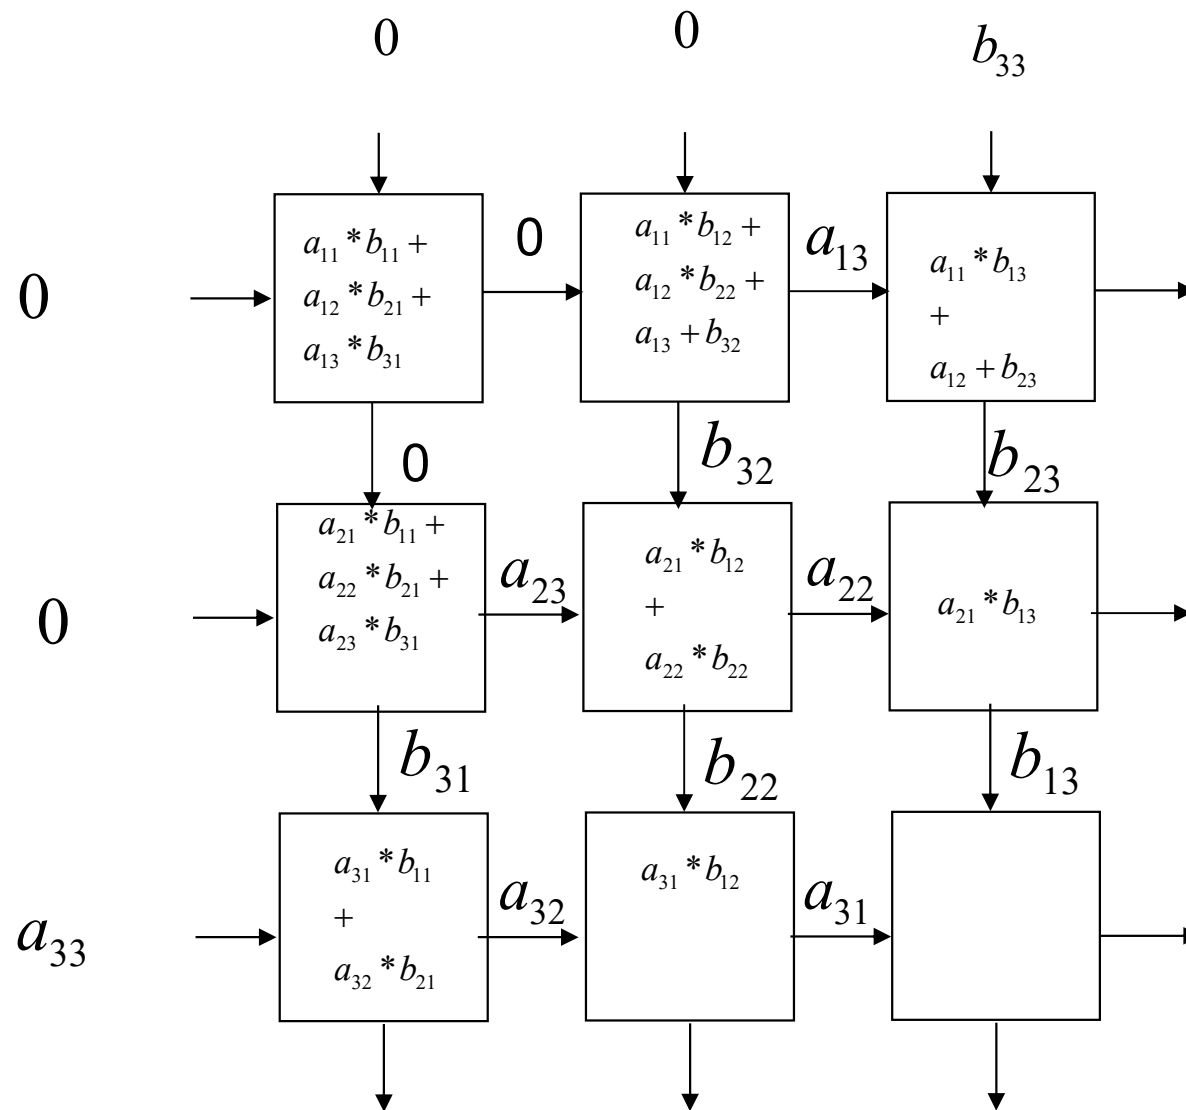 0 0 b₃₃
a₁₁ * b₁₁ +
a₁₂ * b₂₁ +
a₁₃ * b₃₁
0
a₁₁ * b₁₂ +
a₁₂ * b₂₂ +
a₁₃ + b₃₂
a₁₃
a₁₁ * b₁₃
+
a₁₂ + b₂₃
0
0 b₃₂ b₂₃
a₂₁ * b₁₁ +
a₂₂ * b₂₁ +
a₂₃ * b₃₁
a₂₃
a₂₁ * b₁₂
+
a₂₂ * b₂₂
a₂₂
a₂₁ * b₁₃
0
b₃₁ b₂₂ b₁₃
a₃₁ * b₁₁
+
a₃₂ * b₂₁
a₃₂
a₃₁ * b₁₂
a₃₁
a₃₃